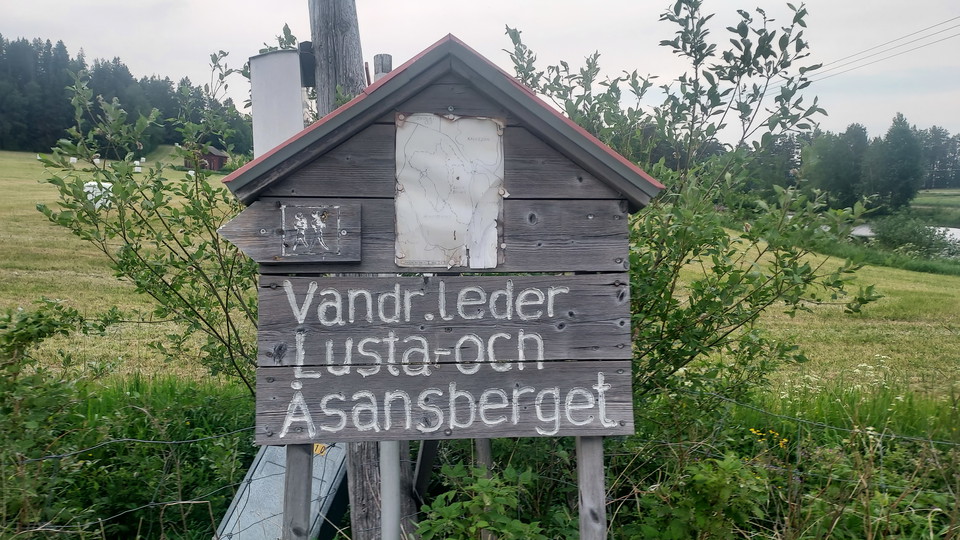 Vandr.leder
Lusta-och
Åsansberget